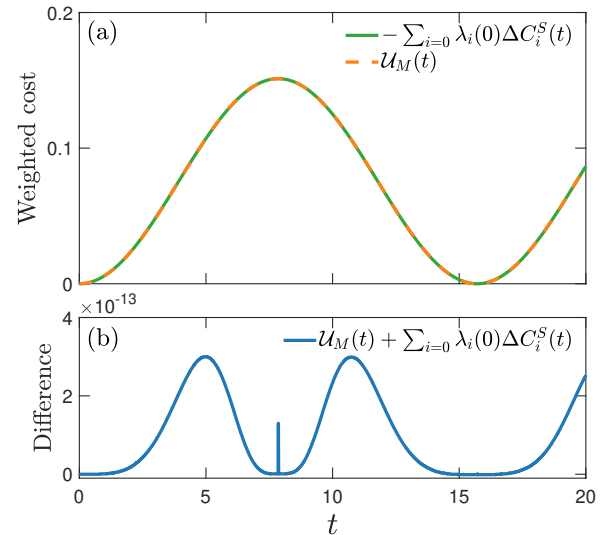 0.2
(a)
− ∑_{i=0} λ_i(0)ΔC_i^S(t)
𝒰_M(t)
Weighted cost
0.1
0
×10^-13
4
(b)
𝒰_M(t) + ∑_{i=0} λ_i(0)ΔC_i^S(t)
Difference
2
0
0 5 10 15 20
t